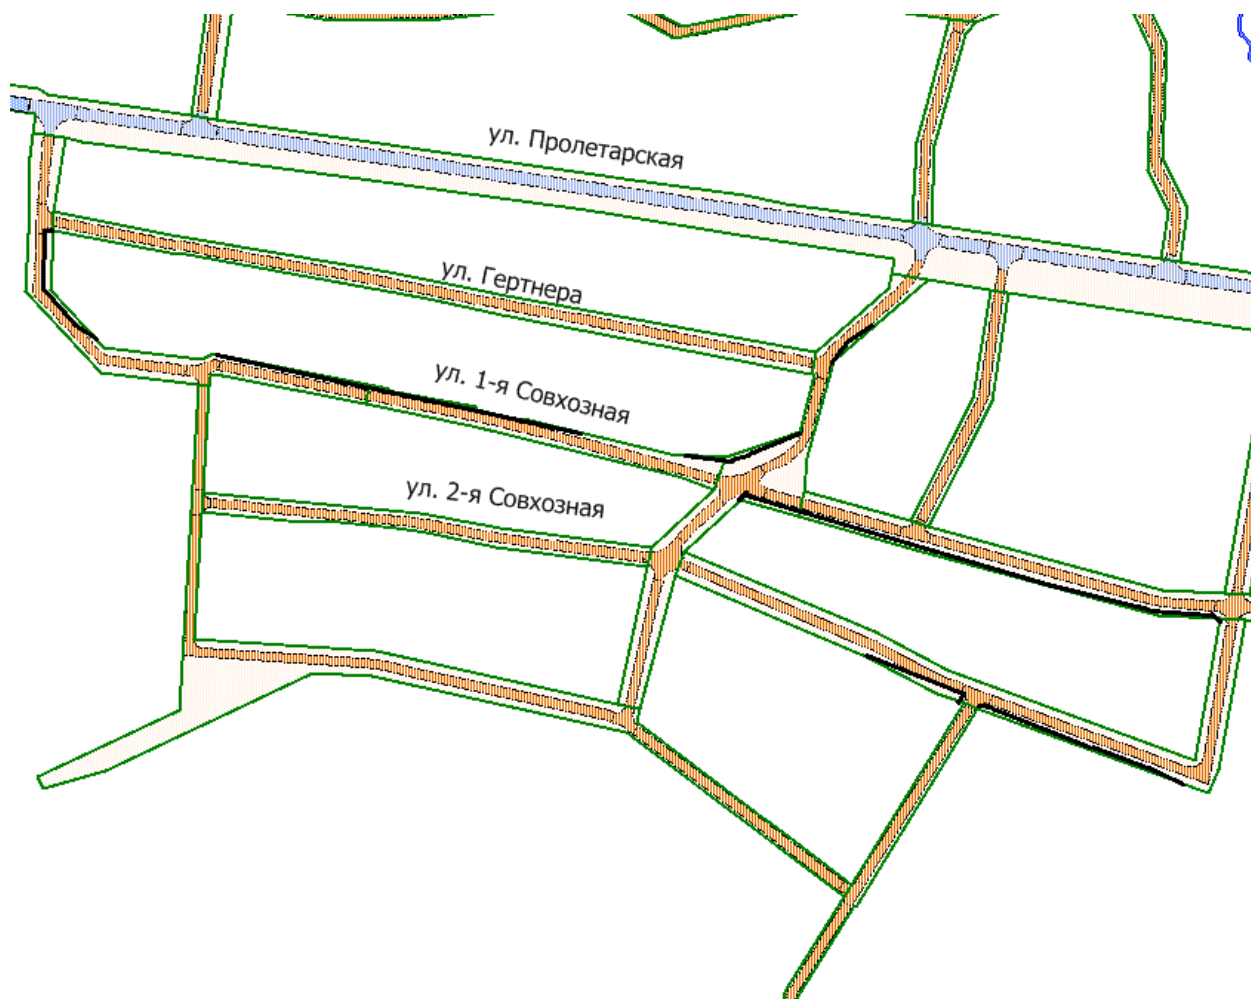 ул. Пролетарская
ул. Гертнера
ул. 1-я Совхозная
ул. 2-я Совхозная